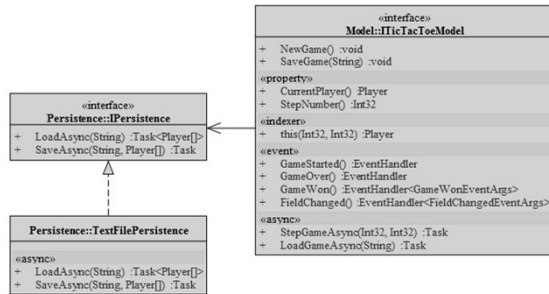 «interface»
Model::ITicTacToeModel
+ NewGame() :void
+ SaveGame(String) :void
«property»
+ CurrentPlayer() :Player
+ StepNumber() :Int32
«indexer»
+ this(Int32, Int32) :Player
«event»
+ GameStarted() :EventHandler
+ GameOver() :EventHandler
+ GameWon() :EventHandler<GameWonEventArgs>
+ FieldChanged() :EventHandler<FieldChangedEventArgs>
«async»
+ StepGameAsync(Int32, Int32) :Task
+ LoadGameAsync(String) :Task
«interface»
Persistence::IPersistence
+ LoadAsync(String) :Task<Player[]>
+ SaveAsync(String, Player[]) :Task
Persistence::TextFilePersistence
«async»
+ LoadAsync(String) :Task<Player[]>
+ SaveAsync(String, Player[]) :Task